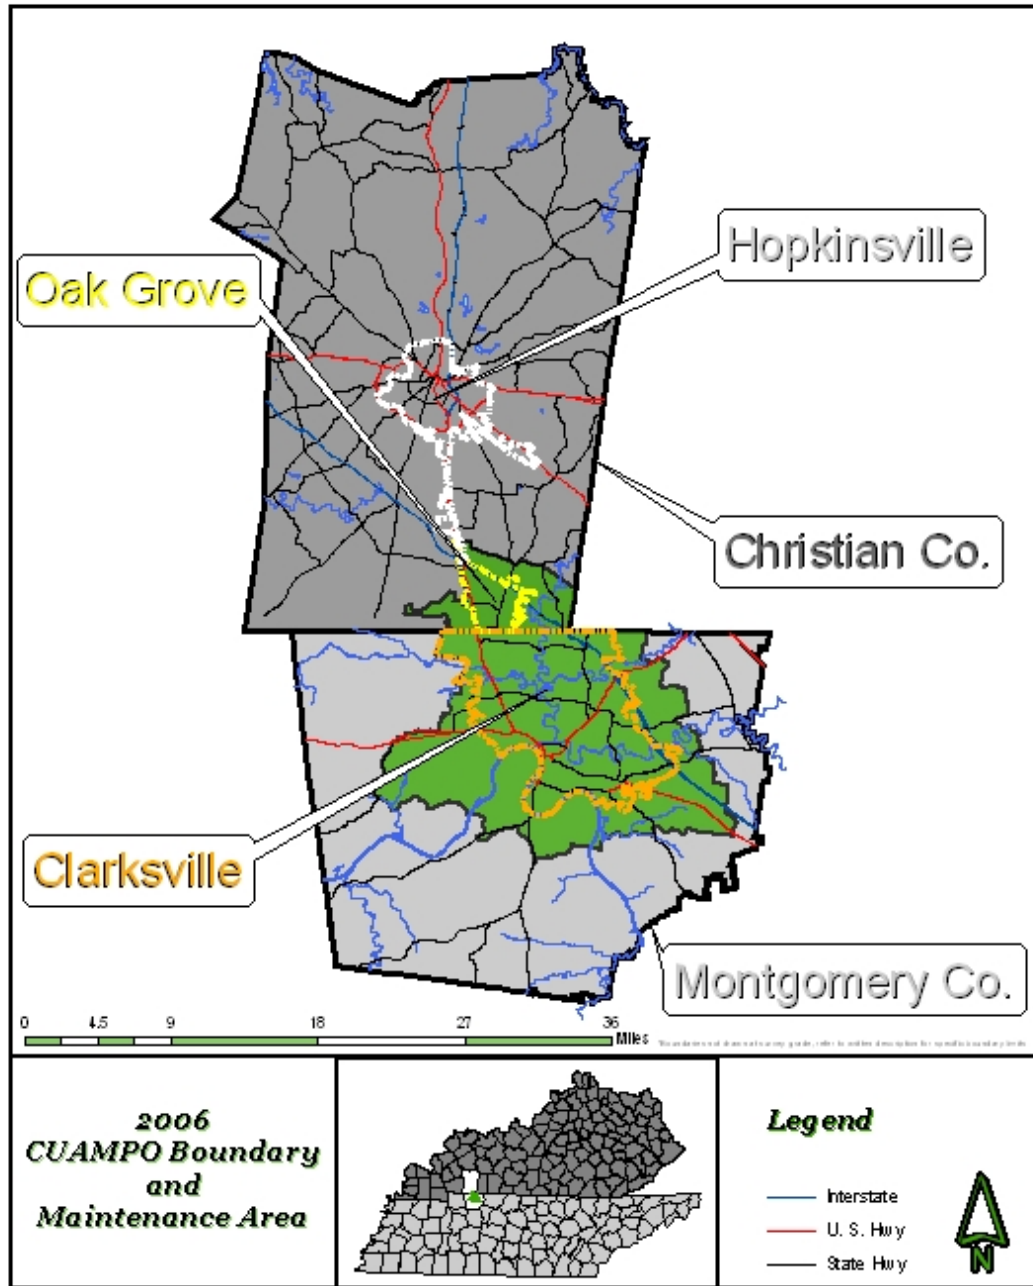 Hopkinsville
Oak Grove
Christian Co.
Clarksville
Montgomery Co.
0 4.5 9 18 27 36
Miles
2006
CUAMPO Boundary
and
Maintenance Area
Legend
Interstate
U. S. Hwy
State Hwy
N